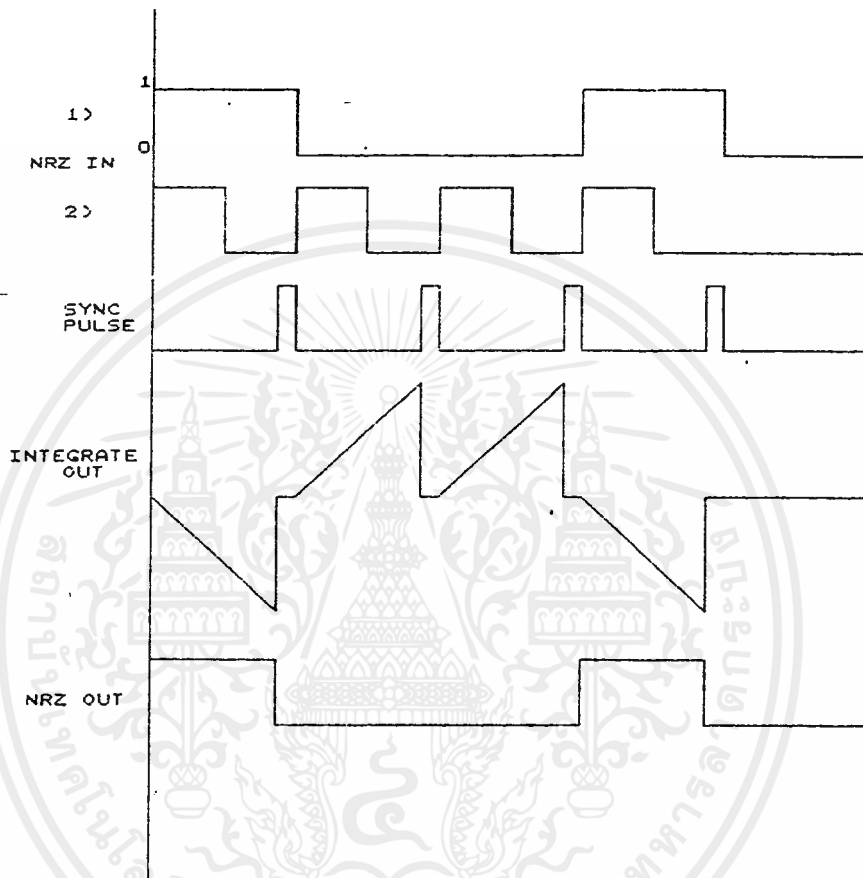 1
1)
0
NRZ IN
2)
SYNC
PULSE
INTEGRATE
OUT
NRZ OUT